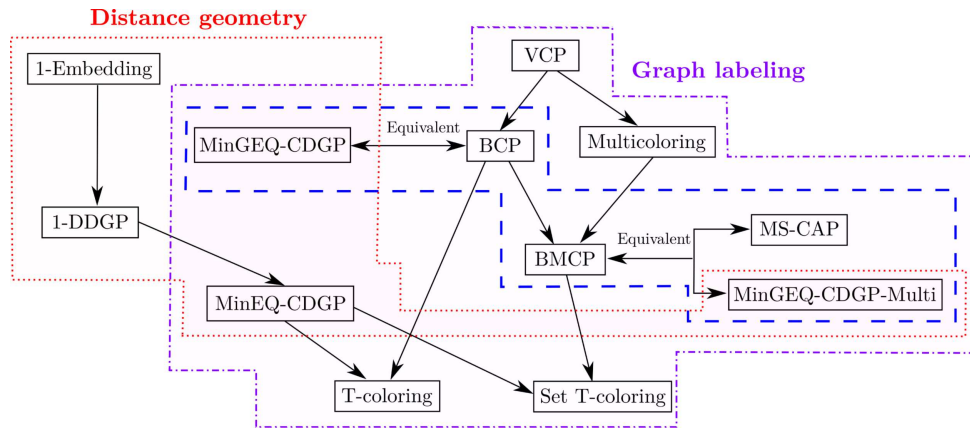 Distance geometry
VCP
1-Embedding
Graph labeling
Equivalent
MinGEQ-CDGP
BCP
Multicoloring
1-DDGP
MS-CAP
Equivalent
BMCP
MinEQ-CDGP
MinGEQ-CDGP-Multi
T-coloring
Set T-coloring